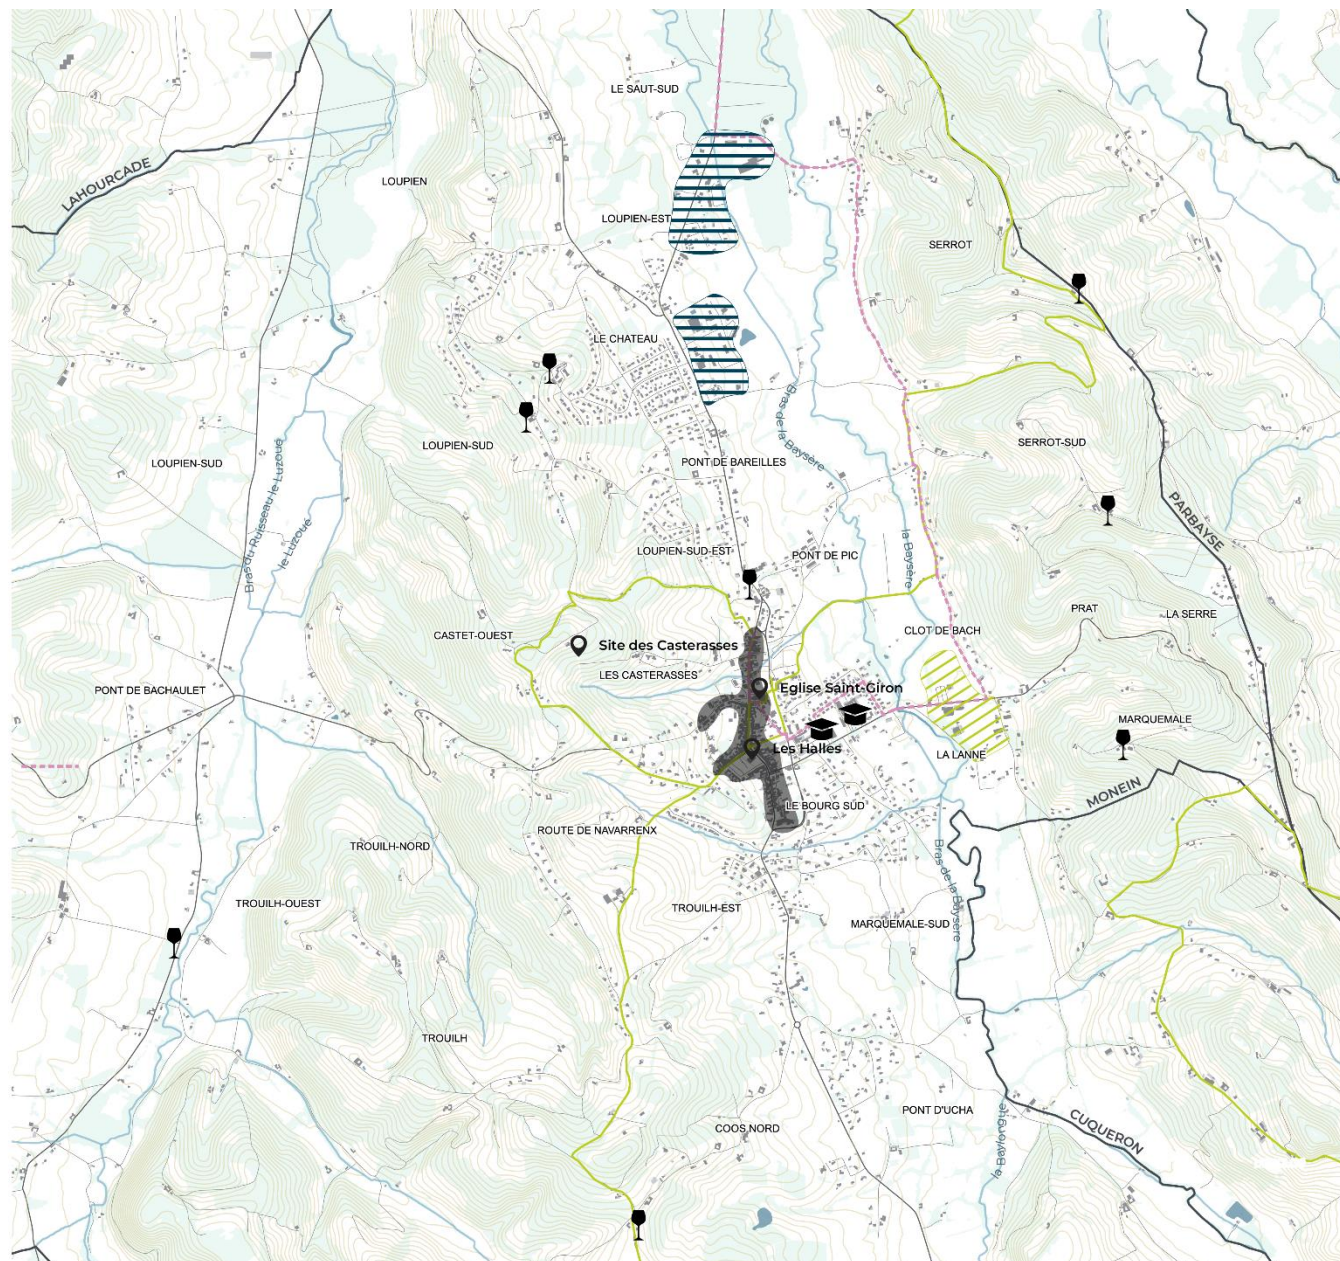 LE SAUT-SUD
LAHOURCADE
LOUPIEN
LOUPIEN-EST
SERROT
LE CHATEAU
Bras de la Baysère
LOUPIEN-SUD
SERROT-SUD
LOUPIEN-SUD
PONT DE BAREILLES
Bras du Ruisseau le Luzoue
le Luzoué
PARBAYSE
LOUPIEN-SUD-EST
PONT DE PIC
la Baysère
PRAT
LA SERRE
CASTET-OUEST
Site des Casterasses
CLOT DE BACH
LES CASTERASSES
PONT DE BACHAULET
Eglise Saint-Giron
MARQUEMALE
Les Halles
LA LANNE
MONEIN
LE BOURG SUD
ROUTE DE NAVARRENX
TROUILH-NORD
Bras de la Baysère
TROUILH-OUEST
TROUILH-EST
MARQUEMALE-SUD
TROUILH
PONT D'UCHA
COOS NORD
la Baylongue
CUQUERON